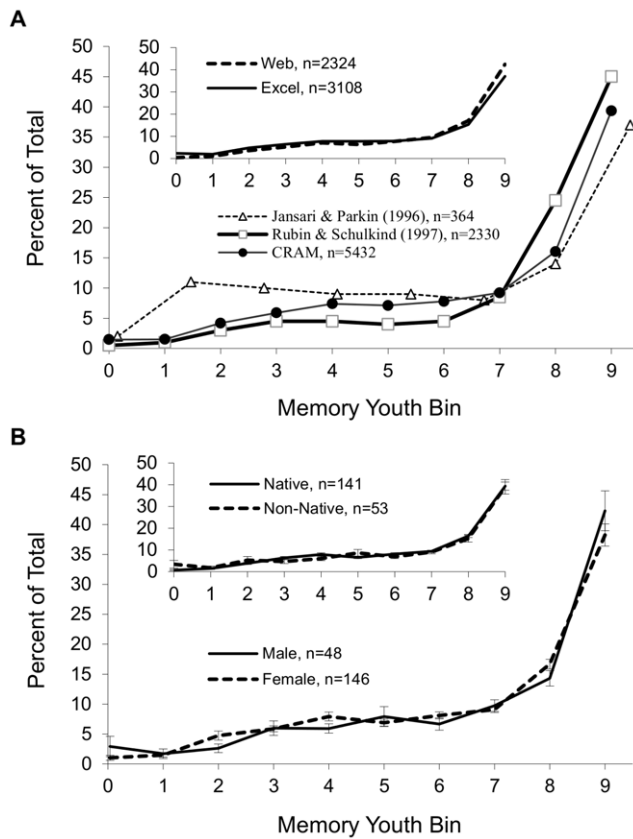 A
Percent of Total
50
45
40
35
30
25
20
15
10
5
0
50
40
30
20
10
0
Web, n=2324
Excel, n=3108
0 1 2 3 4 5 6 7 8 9
Jansari & Parkin (1996), n=364
Rubin & Schulkind (1997), n=2330
CRAM, n=5432
0 1 2 3 4 5 6 7 8 9
Memory Youth Bin
B
Percent of Total
50
45
40
35
30
25
20
15
10
5
0
50
40
30
20
10
0
Native, n=141
Non-Native, n=53
0 1 2 3 4 5 6 7 8 9
Male, n=48
Female, n=146
0 1 2 3 4 5 6 7 8 9
Memory Youth Bin